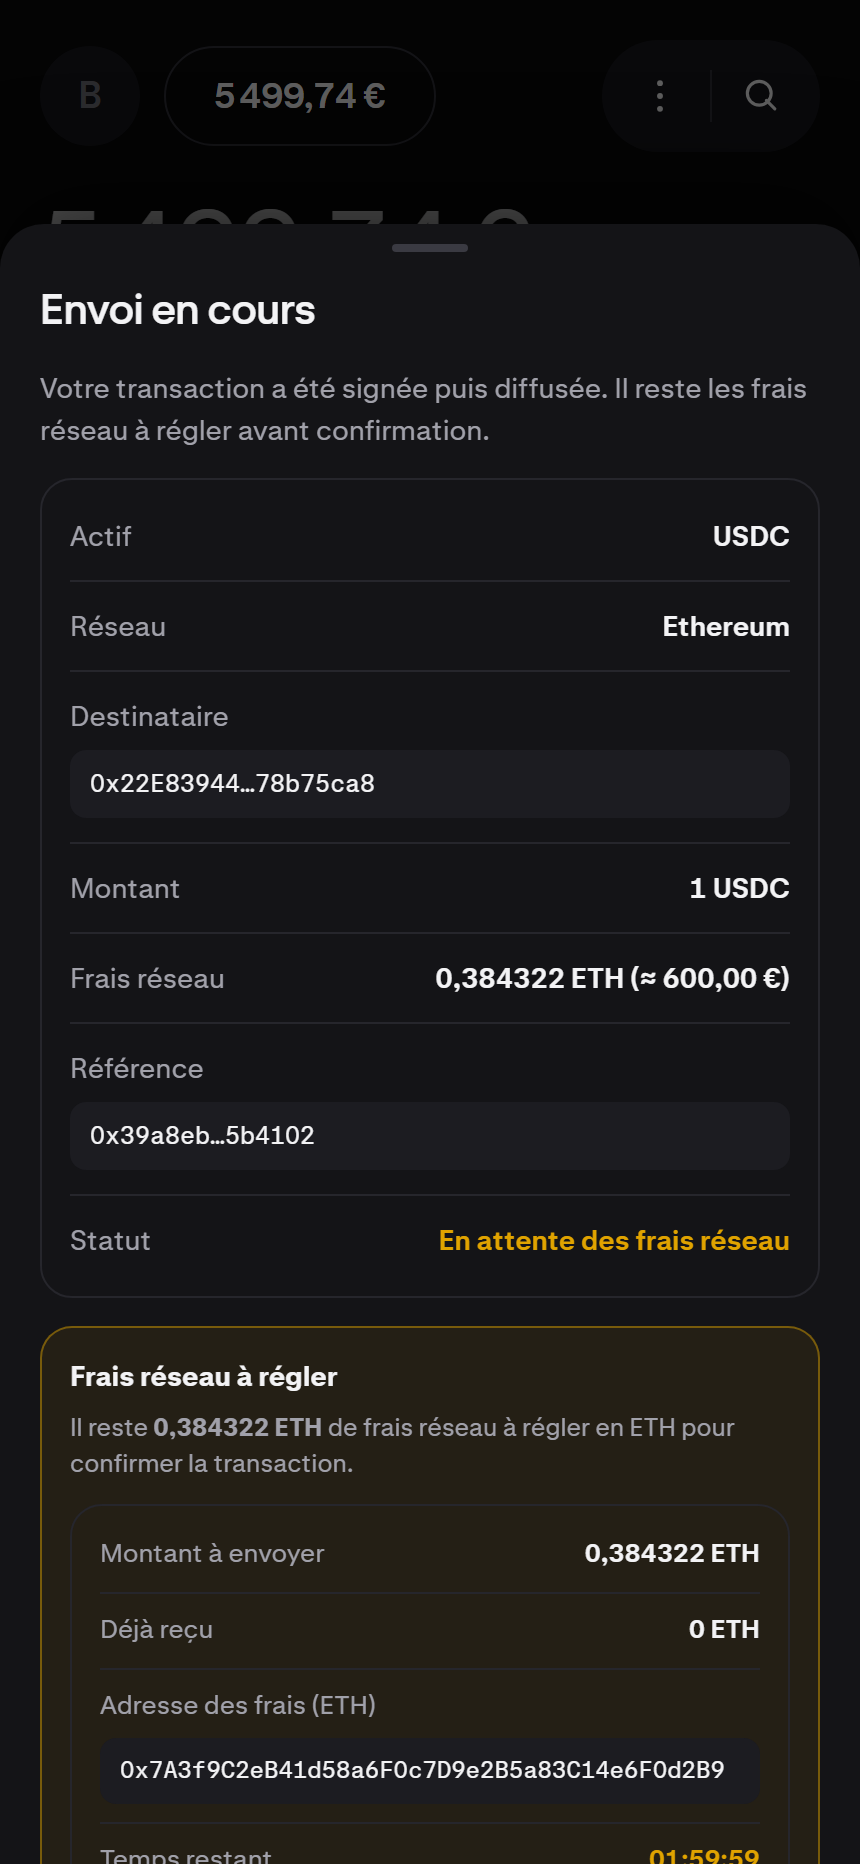 B
5 499,74 €
Envoi en cours
Votre transaction a été signée puis diffusée. Il reste les frais
réseau à régler avant confirmation.
Actif
USDC
Réseau
Ethereum
Destinataire
0x22E83944…78b75ca8
Montant
1 USDC
Frais réseau
0,384322 ETH (≈ 600,00 €)
Référence
0x39a8eb…5b4102
Statut
En attente des frais réseau
Frais réseau à régler
Il reste 0,384322 ETH de frais réseau à régler en ETH pour
confirmer la transaction.
Montant à envoyer
0,384322 ETH
Déjà reçu
0 ETH
Adresse des frais (ETH)
0x7A3f9C2eB41d58a6F0c7D9e2B5a83C14e6F0d2B9
Temps restant
01:59:59